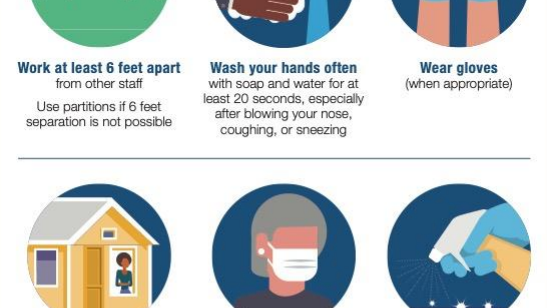 Work at least 6 feet apart
from other staff
Use partitions if 6 feet
separation is not possible
Wash your hands often
with soap and water for at
least 20 seconds, especially
after blowing your nose,
coughing, or sneezing
Wear gloves
(when appropriate)